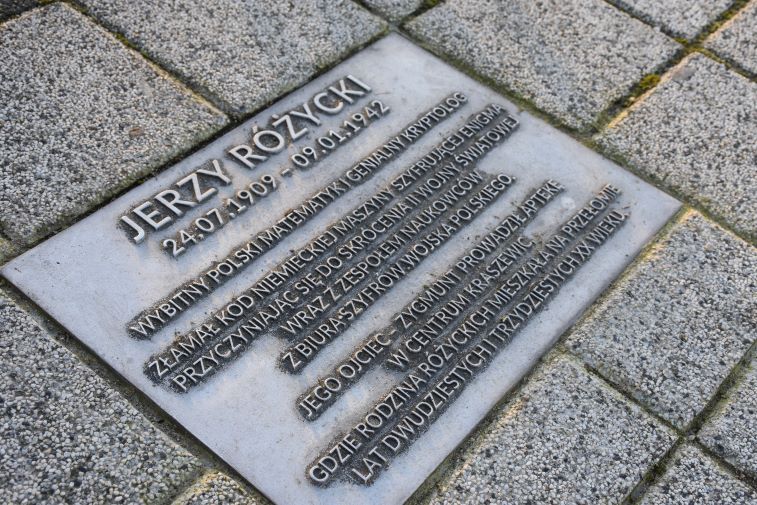 JERZY RÓŻYCKI
24.07.1909 - 09.01.1942
WYBITNY POLSKI MATEMATYK I GENIALNY KRYPTOLOG
ZŁAMAŁ KOD NIEMIECKIEJ MASZYNY SZYFRUJĄCEJ ENIGMA
PRZYCZYNIAJĄC SIĘ DO SKRÓCENIA II WOJNY ŚWIATOWEJ
WRAZ Z ZESPOŁEM NAUKOWCÓW
Z BIURA SZYFRÓW WOJSKA POLSKIEGO.
JEGO OJCIEC - ZYGMUNT PROWADZIŁ APTEKĘ
W CENTRUM KRASZEWIC,
GDZIE RODZINA RÓŻYCKICH MIESZKAŁA NA PRZEŁOMIE
LAT DWUDZIESTYCH I TRZYDZIESTYCH XX WIEKU.